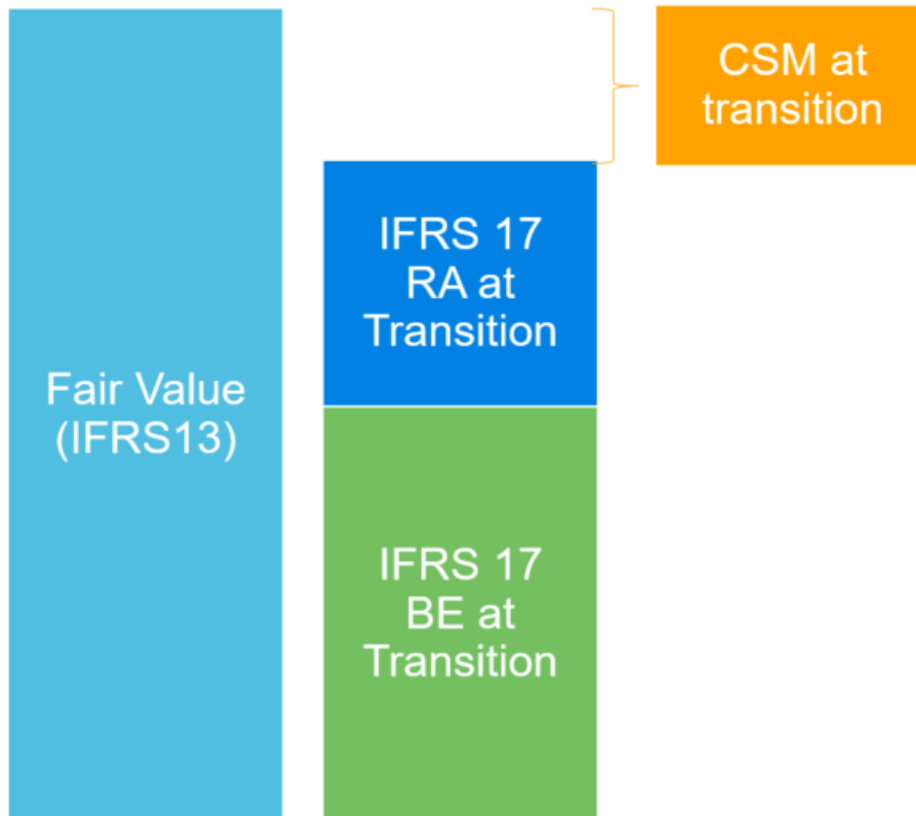 CSM at
transition
IFRS 17
RA at
Transition
Fair Value
(IFRS13)
IFRS 17
BE at
Transition